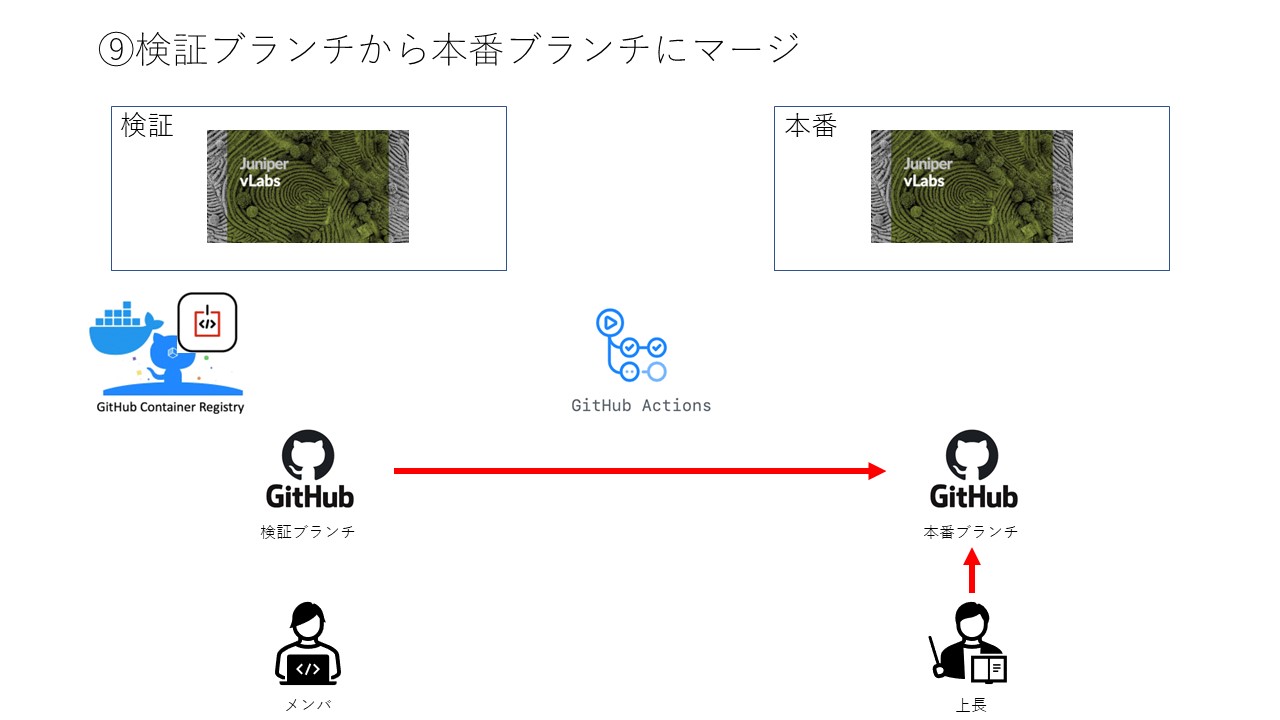 ⑨検証ブランチから本番ブランチにマージ
検証
Juniper
vLabs
本番
Juniper
vLabs
GitHub Container Registry
GitHub Actions
GitHub
検証ブランチ
GitHub
本番ブランチ
メンバ
上長